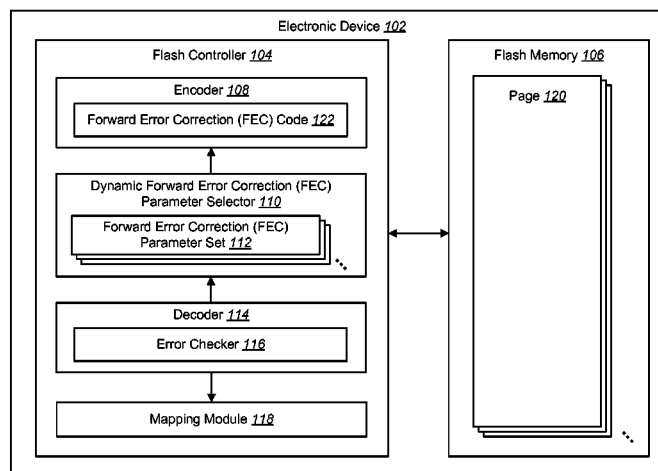 Electronic Device 102
Flash Controller 104
Encoder 108
Forward Error Correction (FEC) Code 122
Dynamic Forward Error Correction (FEC)
Parameter Selector 110
Forward Error Correction (FEC)
Parameter Set 112
Decoder 114
Error Checker 116
Mapping Module 118
Flash Memory 106
Page 120